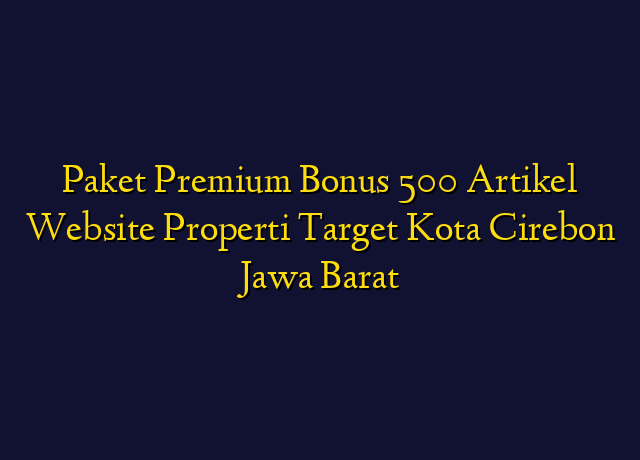 Paket Premium Bonus 500 Artikel
Website Properti Target Kota Cirebon
Jawa Barat